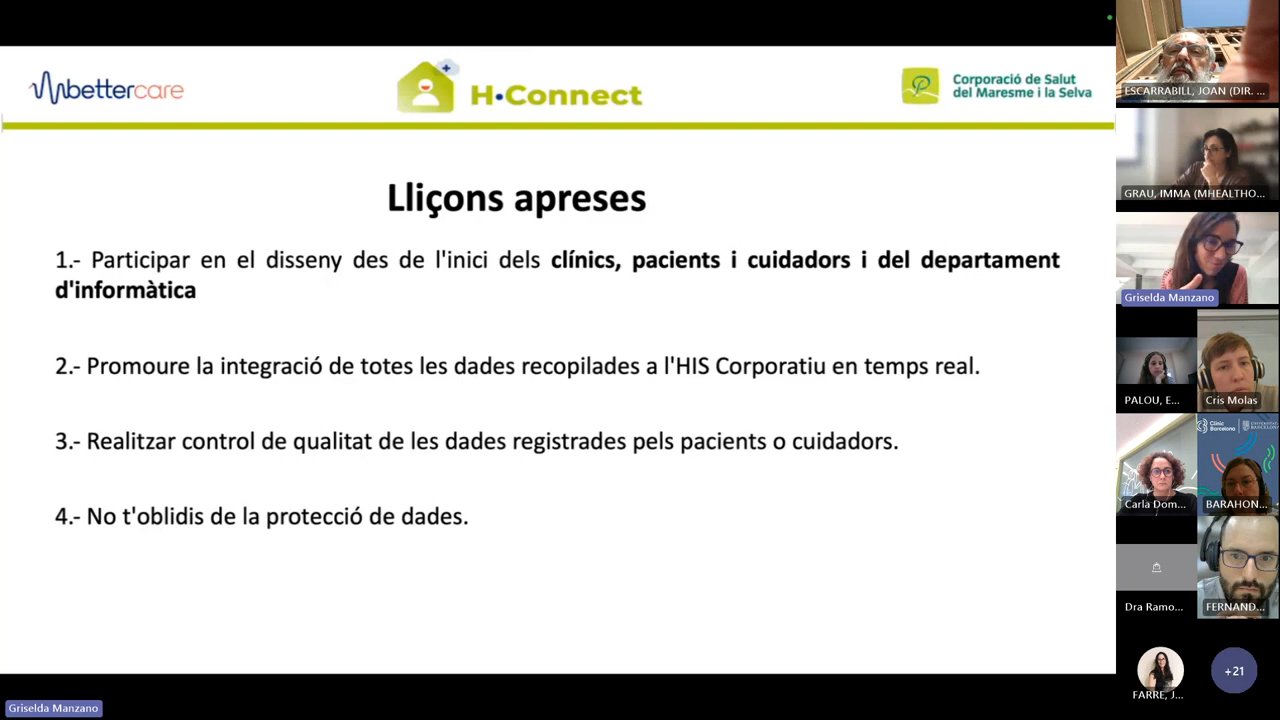 bettercare
H·Connect
Corporació de Salut
del Maresme i la Selva
Lliçons apreses
1.- Participar en el disseny des de l'inici dels clínics, pacients i cuidadors i del departament
d'informàtica
2.- Promoure la integració de totes les dades recopilades a l'HIS Corporatiu en temps real.
3.- Realitzar control de qualitat de les dades registrades pels pacients o cuidadors.
4.- No t'oblidis de la protecció de dades.
Griselda Manzano
ESCARRABILL, JOAN (DIR. ...
GRAU, IMMA (MHEALTHO...
Griselda Manzano
PALOU, E...
Cris Molas
Clínic
Barcelona
UNIVERSITAT
BARCELONA
Carla Dom...
BARAHON...
Dra Ramo...
FERNAND...
FARRE, J...
+21